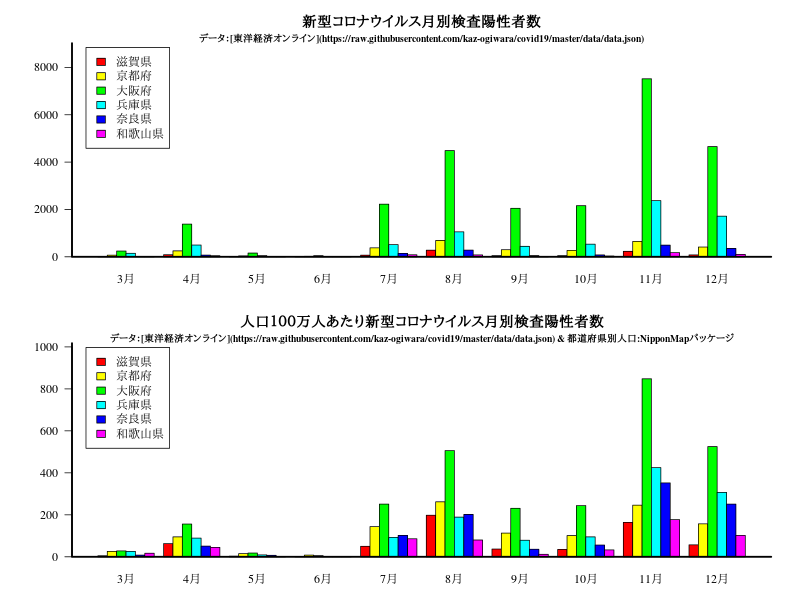 新型コロナウイルス月別検査陽性者数
データ:[東洋経済オンライン](https://raw.githubusercontent.com/kaz-ogiwara/covid19/master/data/data.json)
滋賀県
京都府
大阪府
兵庫県
奈良県
和歌山県
8000
6000
4000
2000
0
3月 4月 5月 6月 7月 8月 9月 10月 11月 12月
人口100万人あたり新型コロナウイルス月別検査陽性者数
データ:[東洋経済オンライン](https://raw.githubusercontent.com/kaz-ogiwara/covid19/master/data/data.json) & 都道府県別人口:NipponMapパッケージ
滋賀県
京都府
大阪府
兵庫県
奈良県
和歌山県
1000
800
600
400
200
0
3月 4月 5月 6月 7月 8月 9月 10月 11月 12月